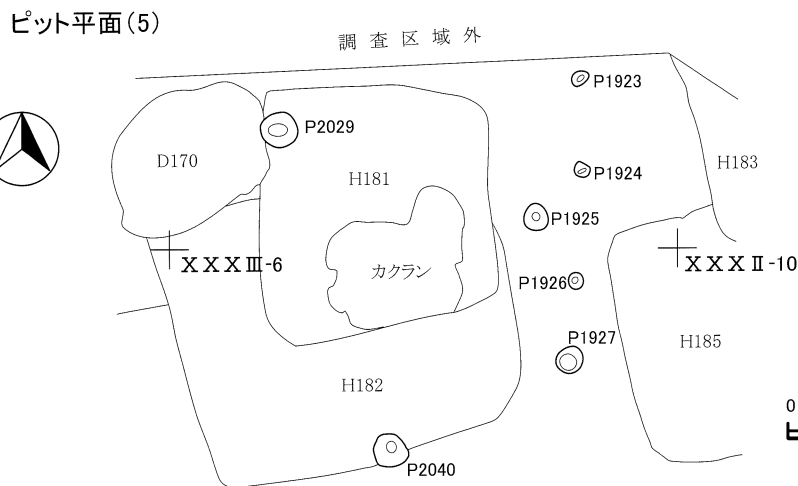 ピット平面(5)
調査区域外
P1923
P2029
D170
H183
H181
P1924
P1925
XXXⅢ-6
XXXⅡ-10
カクラン
P1926
P1927
H185
H182
0
P2040